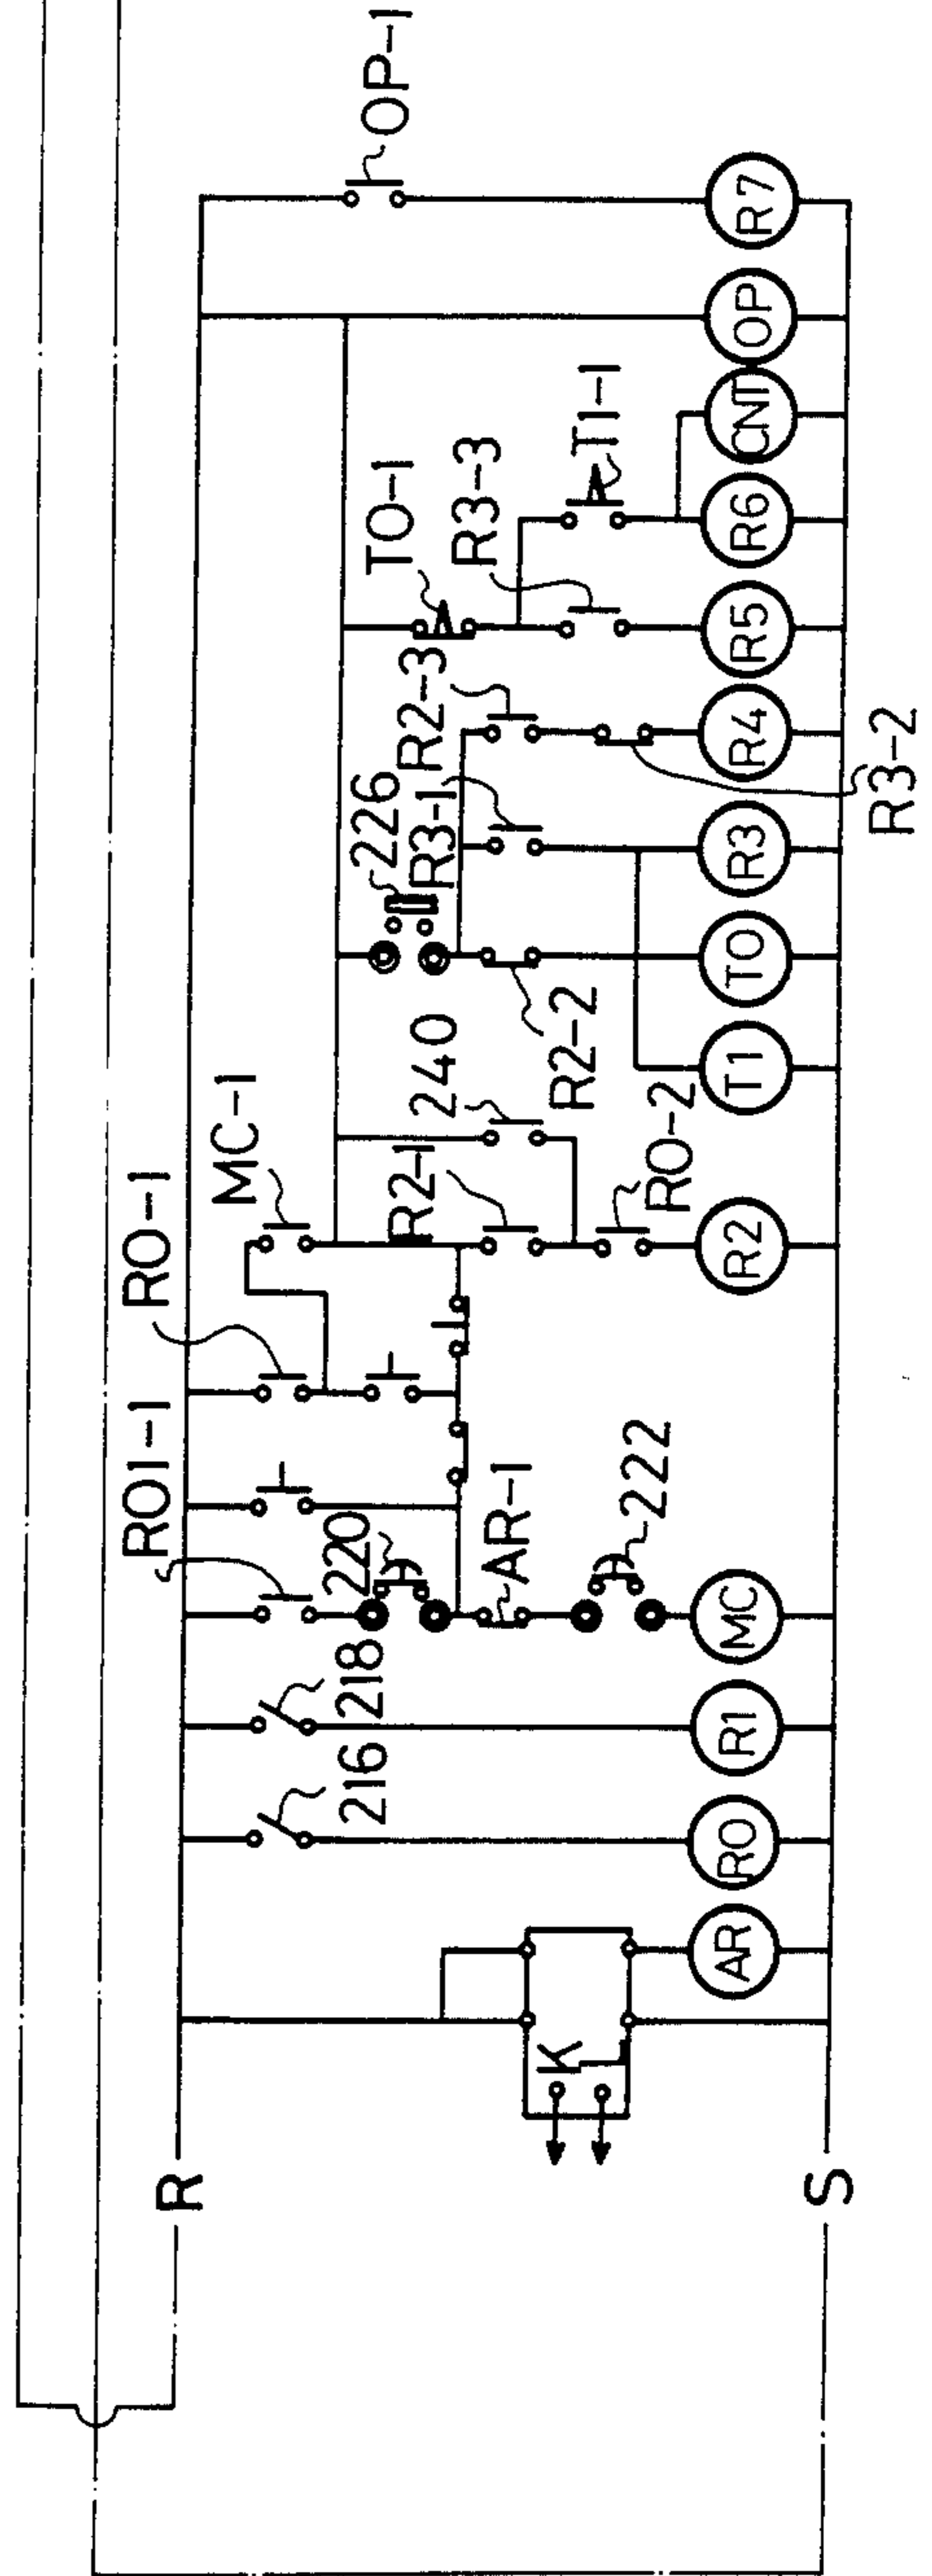 R
S
K
AR
RO
R1
MC
R2
T1
TO
R3
R4
R5
R6
CNT
OP
R7
216
218
220
222
AR-1
RO1-1
RO-1
MC-1
R2-1
RO-2
240
R2-2
226
R3-1
R2-3
R3-2
TO-1
R3-3
T1-1
OP-1